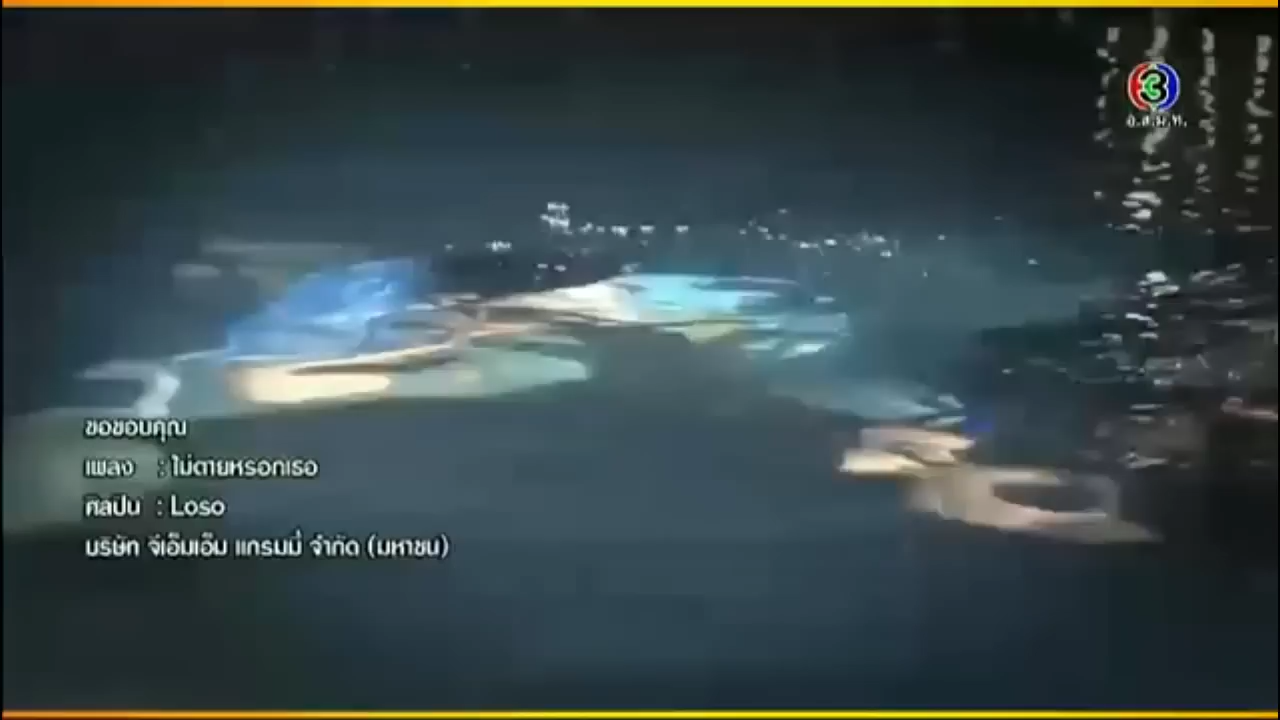 3
อ.ส.ม.ท.
ขอขอบคุณ
เพลง : ไม่ตายหรอกเธอ
ศิลปิน : Loso
บริษัท จีเอ็มเอ็ม แกรมมี่ จำกัด (มหาชน)